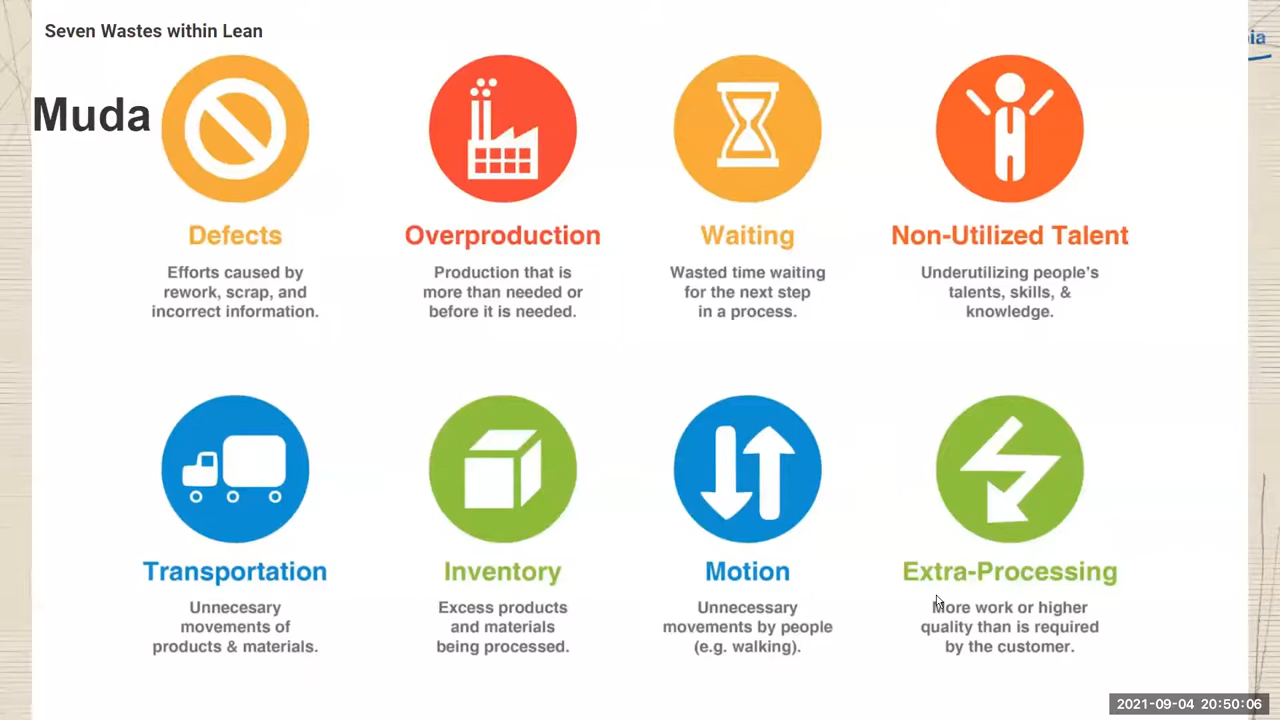 Seven Wastes within Lean
Muda
Defects
Efforts caused by
rework, scrap, and
incorrect information.
Overproduction
Production that is
more than needed or
before it is needed.
Waiting
Wasted time waiting
for the next step
in a process.
Non-Utilized Talent
Underutilizing people's
talents, skills, &
knowledge.
Transportation
Unnecesary
movements of
products & materials.
Inventory
Excess products
and materials
being processed.
Motion
Unnecessary
movements by people
(e.g. walking).
Extra-Processing
More work or higher
quality than is required
by the customer.
2021-09-04 20:50:06